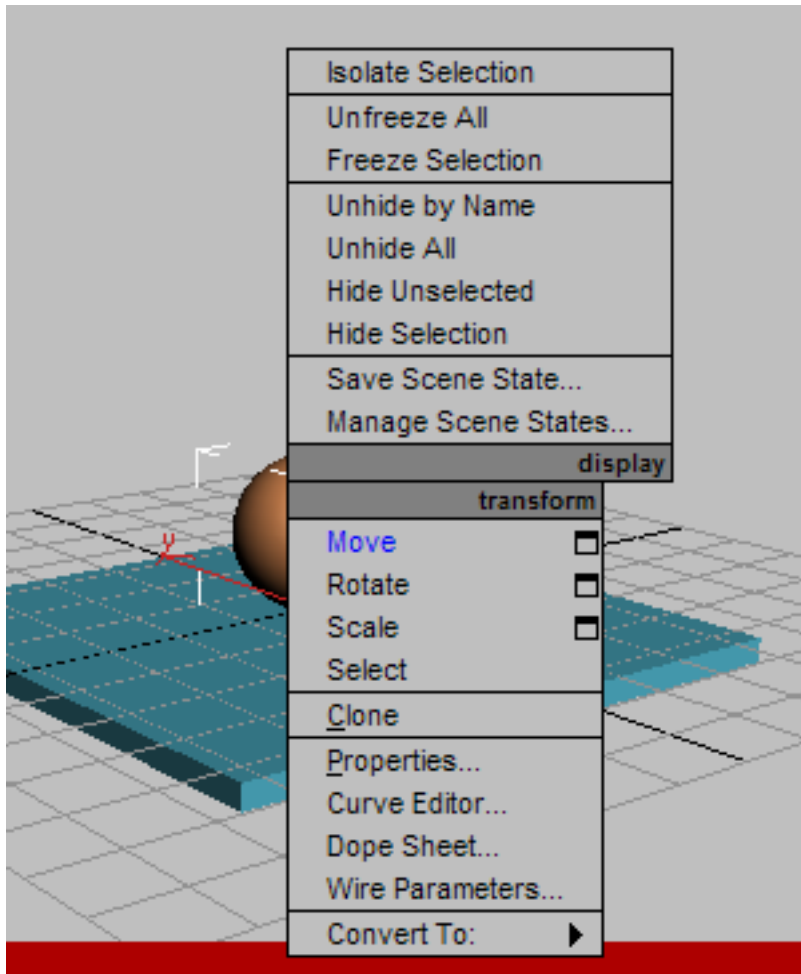 Isolate Selection
Unfreeze All
Freeze Selection
Unhide by Name
Unhide All
Hide Unselected
Hide Selection
Save Scene State...
Manage Scene States...
display
transform
y
Move
Rotate
Scale
Select
Clone
Properties...
Curve Editor...
Dope Sheet...
Wire Parameters...
Convert To: